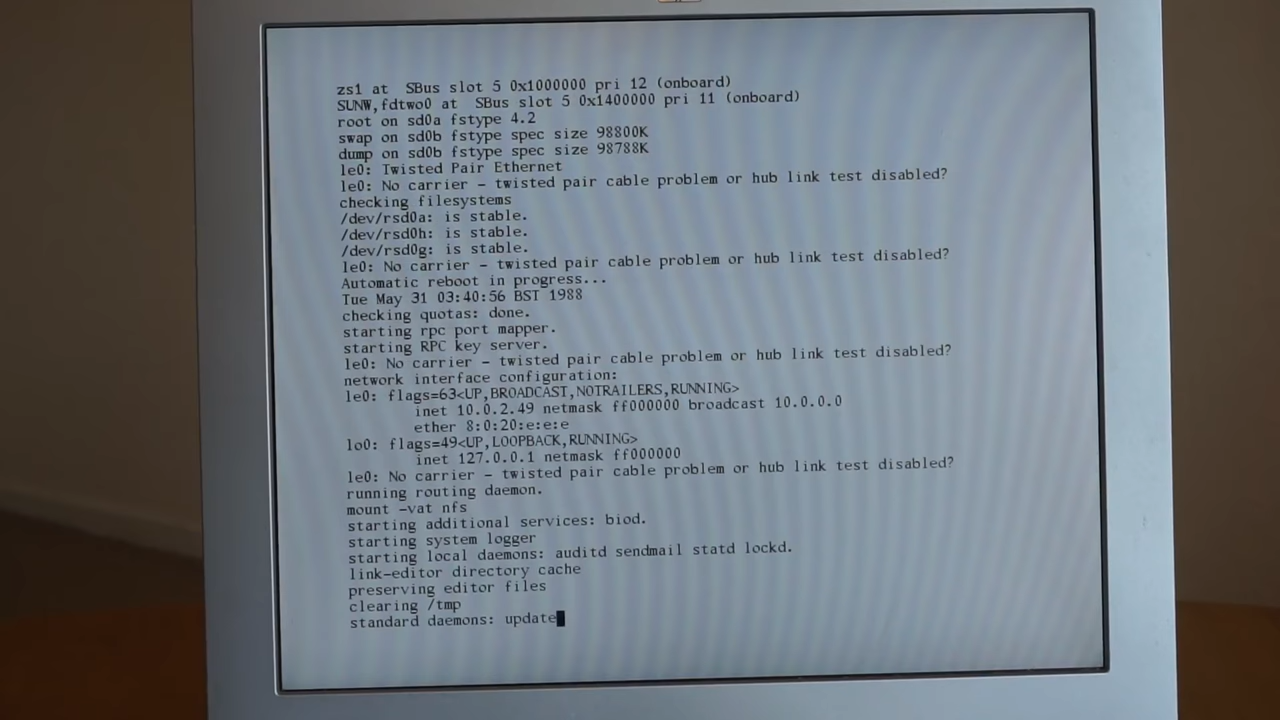 zs1 at  SBus slot 5 0x1000000 pri 12 (onboard)
SUNW,fdtwo0 at  SBus slot 5 0x1400000 pri 11 (onboard)
root on sd0a fstype 4.2
swap on sd0b fstype spec size 98800K
dump on sd0b fstype spec size 98788K
le0: Twisted Pair Ethernet
le0: No carrier - twisted pair cable problem or hub link test disabled?
checking filesystems
/dev/rsd0a: is stable.
/dev/rsd0h: is stable.
/dev/rsd0g: is stable.
le0: No carrier - twisted pair cable problem or hub link test disabled?
Automatic reboot in progress...
Tue May 31 03:40:56 BST 1988
checking quotas: done.
starting rpc port mapper.
starting RPC key server.
le0: No carrier - twisted pair cable problem or hub link test disabled?
network interface configuration:
le0: flags=63<UP,BROADCAST,NOTRAILERS,RUNNING>
        inet 10.0.2.49 netmask ff000000 broadcast 10.0.0.0
        ether 8:0:20:e:e:e
lo0: flags=49<UP,LOOPBACK,RUNNING>
        inet 127.0.0.1 netmask ff000000
le0: No carrier - twisted pair cable problem or hub link test disabled?
running routing daemon.
mount -vat nfs
starting additional services: biod.
starting system logger
starting local daemons: auditd sendmail statd lockd.
link-editor directory cache
preserving editor files
clearing /tmp
standard daemons: update